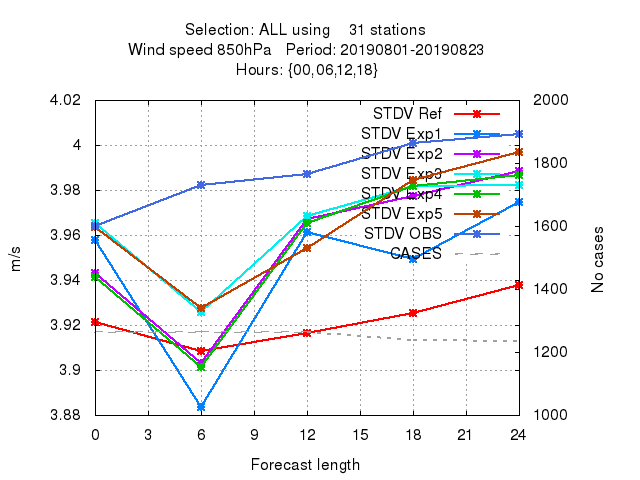 Selection: ALL using 31 stations
Wind speed 850hPa Period: 20190801-20190823
Hours: {00,06,12,18}
4.02
4
3.98
3.96
3.94
3.92
3.9
3.88
m/s
STDV Ref
STDV Exp1
STDV Exp2
STDV Exp3
STDV Exp4
STDV Exp5
STDV OBS
CASES
2000
1800
1600
1400
1200
1000
No cases
0 3 6 9 12 15 18 21 24
Forecast length